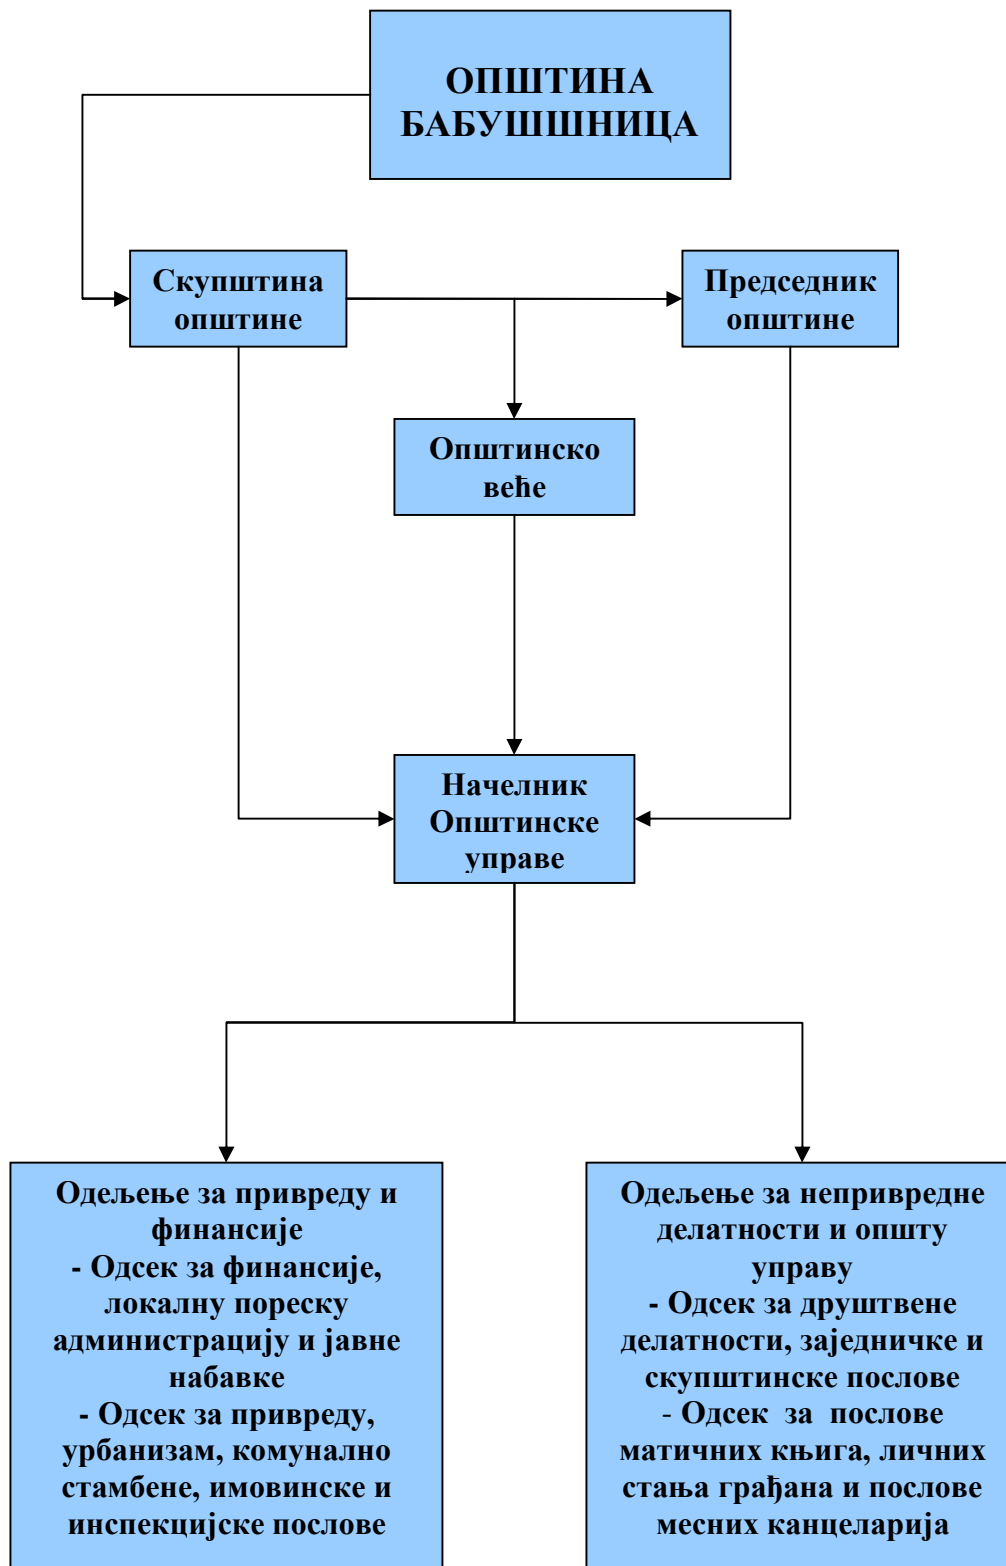 ОПШТИНА
БАБУШШНИЦА
Скупштина
општине
Председник
општине
Општинско
веће
Начелник
Општинске
управе
Одељење за привреду и
финансије
- Одсек за финансије,
локалну пореску
администрацију и јавне
набавке
- Одсек за привреду,
урбанизам, комунално
стамбене, имовинске и
инспекцијске послове
Одељење за непривредне
делатности и општу
управу
- Одсек за друштвене
делатности, заједничке и
скупштинске послове
- Одсек за послове
матичних књига, личних
стања грађана и послове
месних канцеларија